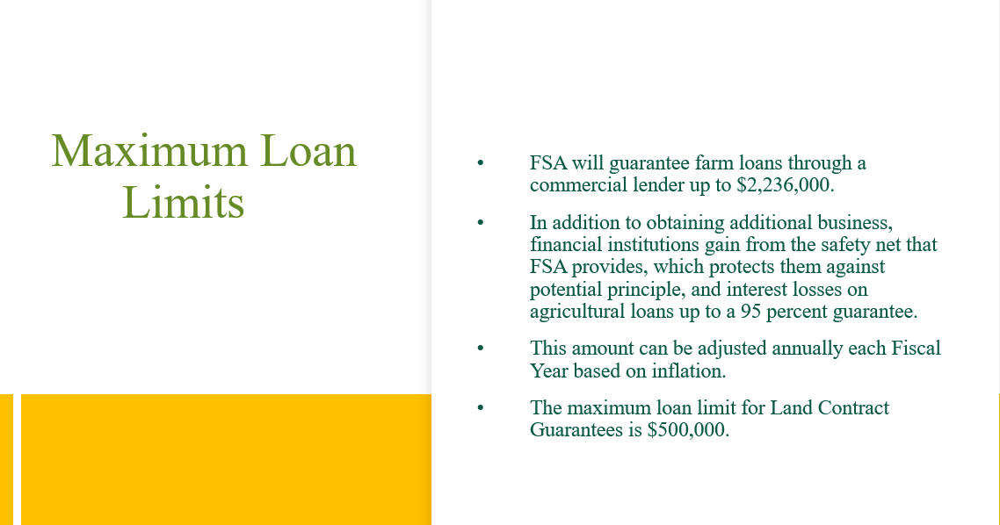 Maximum Loan
Limits
• FSA will guarantee farm loans through a
commercial lender up to $2,236,000.
• In addition to obtaining additional business,
financial institutions gain from the safety net that
FSA provides, which protects them against
potential principle, and interest losses on
agricultural loans up to a 95 percent guarantee.
• This amount can be adjusted annually each Fiscal
Year based on inflation.
• The maximum loan limit for Land Contract
Guarantees is $500,000.